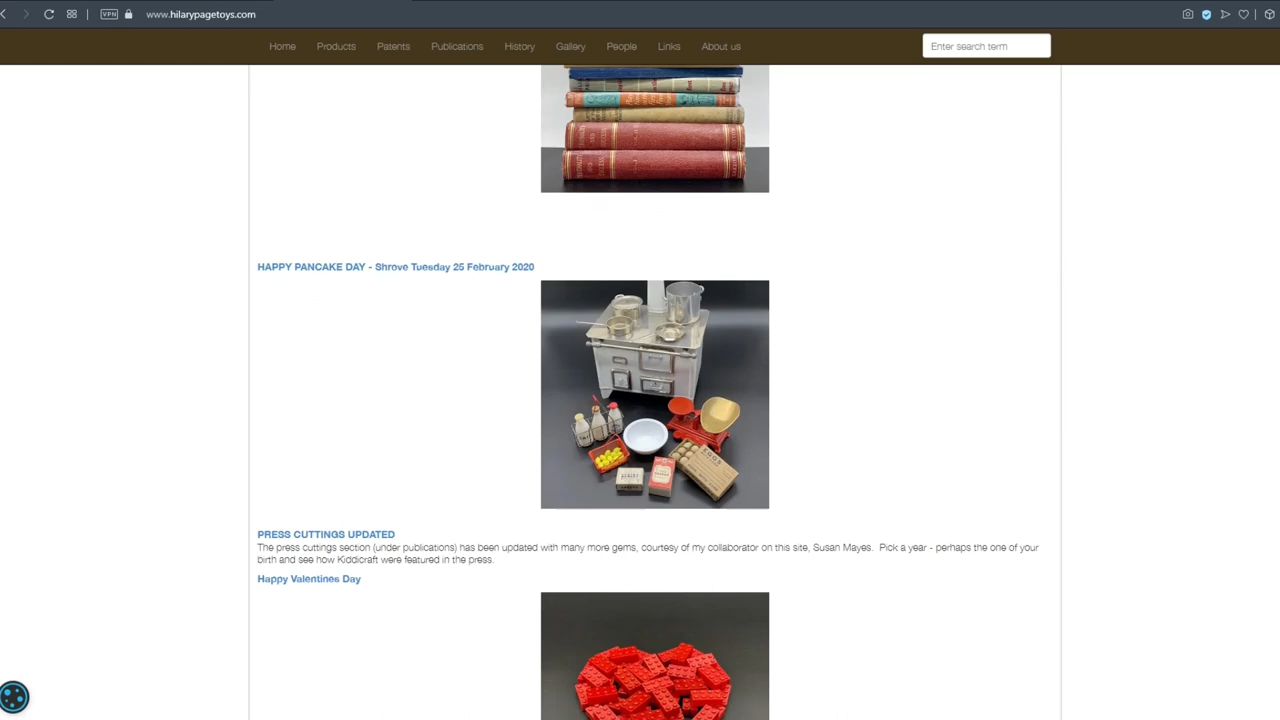 VPN
www.hilarypagetoys.com
Home Products Patents Publications History Gallery People Links About us
Enter search term
HAPPY PANCAKE DAY - Shrove Tuesday 25 February 2020
EGGS
PRESS CUTTINGS UPDATED
The press cuttings section (under publications) has been updated with many more gems, courtesy of my collaborator on this site, Susan Mayes. Pick a year - perhaps the one of your
birth and see how Kiddicraft were featured in the press.
Happy Valentines Day